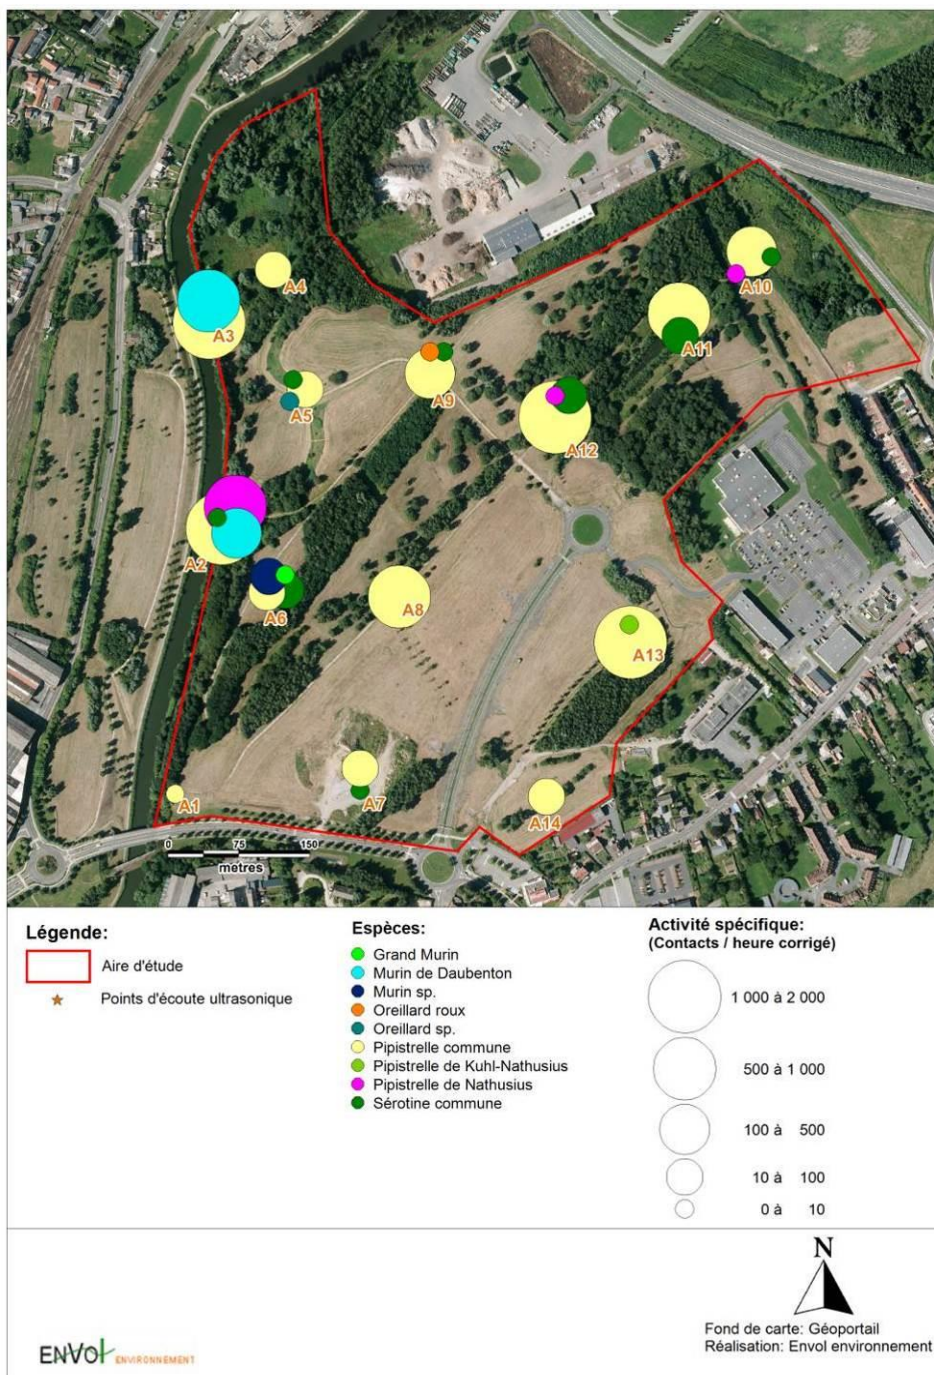 A4
A10
A3
A11
A5
A9
A12
A2
A8
A6
A13
A7
A1
A14
0 75 150
metres
Légende:
Aire d'étude
Points d'écoute ultrasonique
Espèces:
Grand Murin
Murin de Daubenton
Murin sp.
Oreillard roux
Oreillard sp.
Pipistrelle commune
Pipistrelle de Kuhl-Nathusius
Pipistrelle de Nathusius
Sérotine commune
Activité spécifique:
(Contacts / heure corrigé)
1 000 à 2 000
500 à 1 000
100 à 500
10 à 100
0 à 10
N
Fond de carte: Géoportail
Réalisation: Envol environnement
ENVOl ENVIRONNEMENT